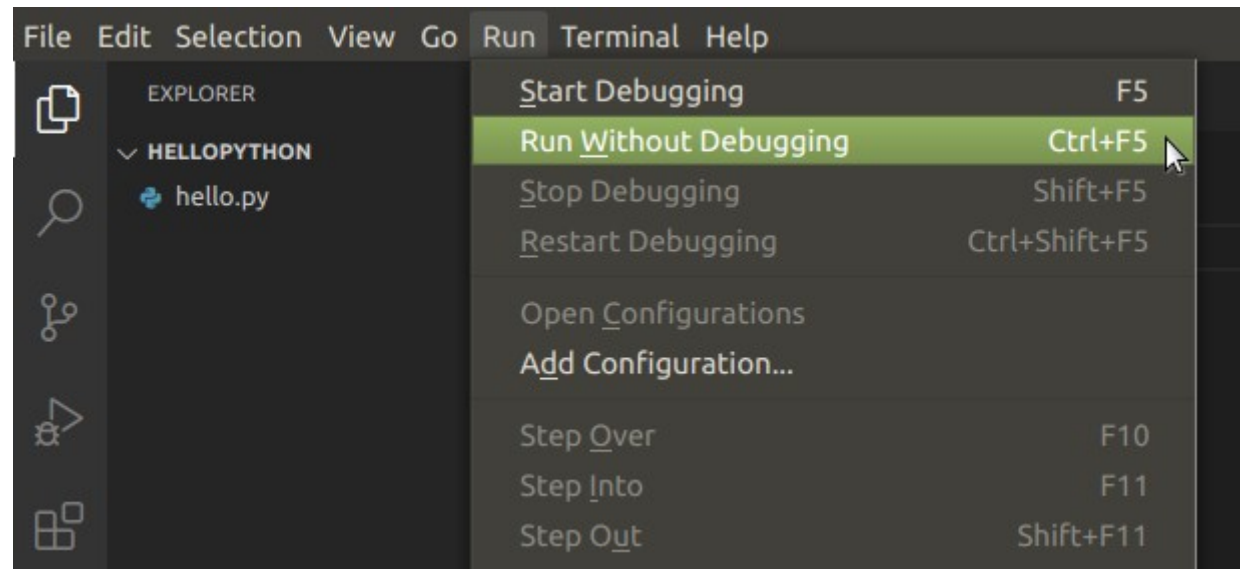 File Edit Selection View Go Run Terminal Help
EXPLORER
HELLOPYTHON
hello.py
Start Debugging F5
Run Without Debugging Ctrl+F5
Stop Debugging Shift+F5
Restart Debugging Ctrl+Shift+F5
Open Configurations
Add Configuration...
Step Over F10
Step Into F11
Step Out Shift+F11